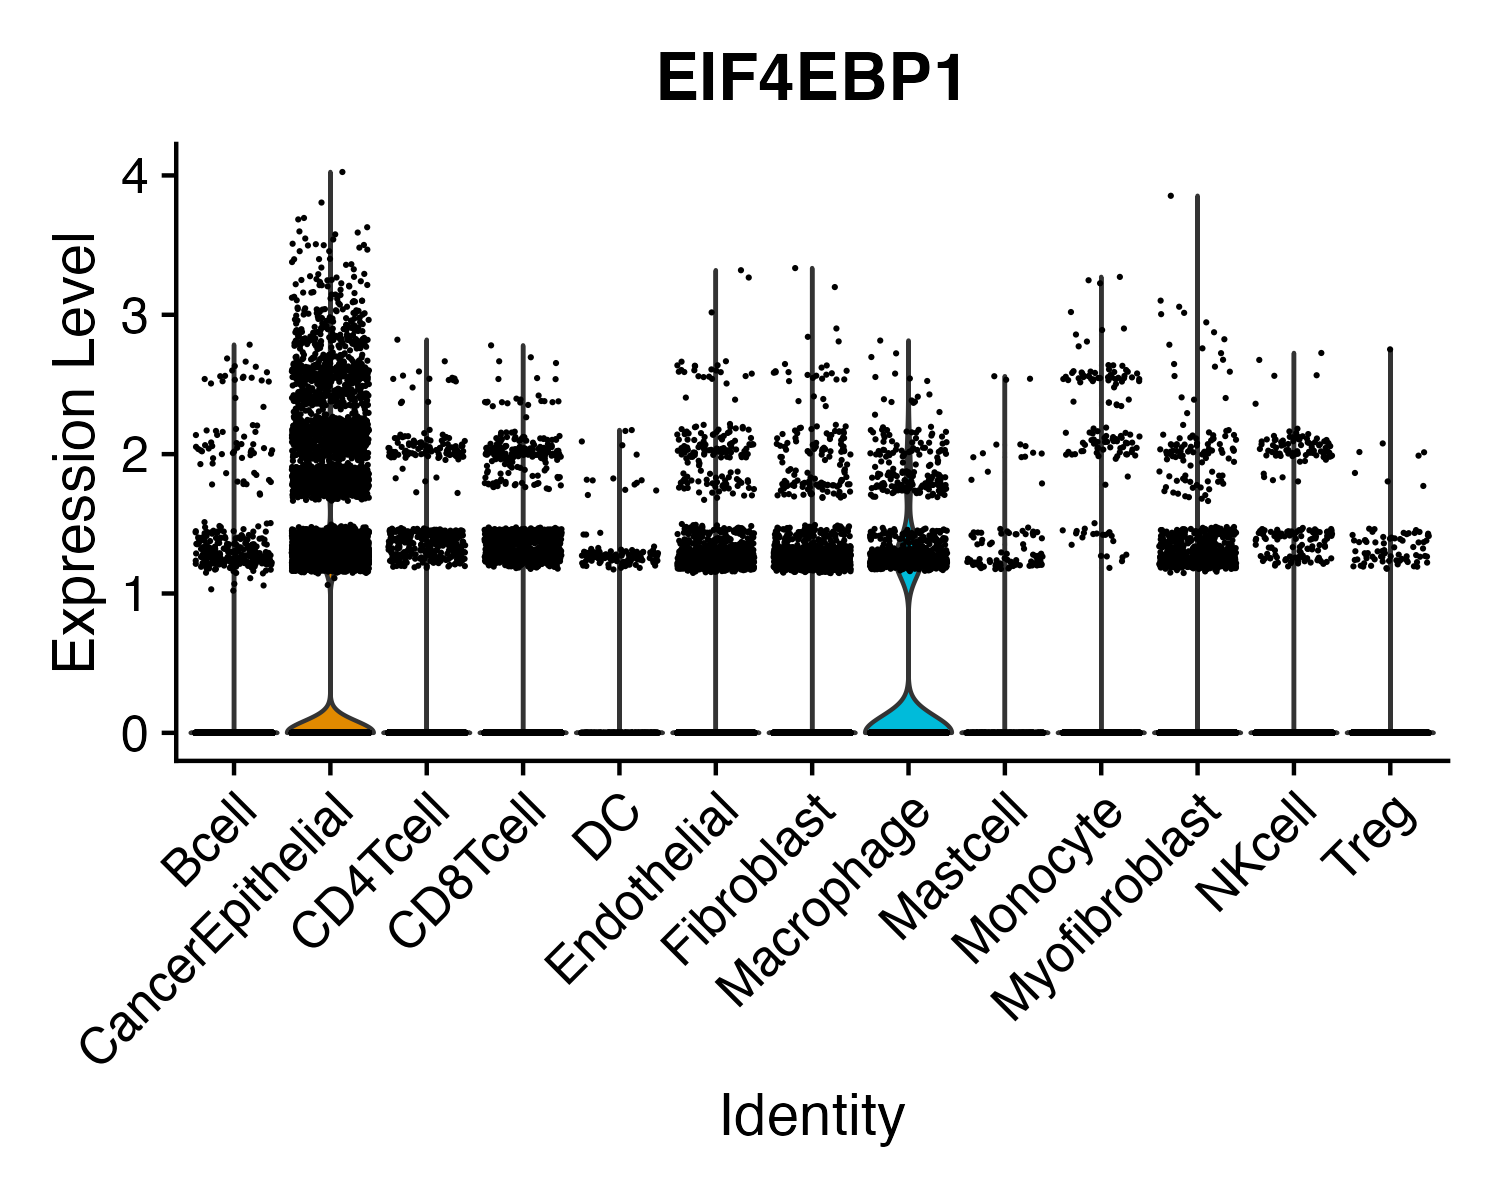 EIF4EBP1
Expression Level
4
3
2
1
0
Bcell
CancerEpithelial
CD4Tcell
CD8Tcell
DC
Endothelial
Fibroblast
Macrophage
Mastcell
Monocyte
Myofibroblast
NKcell
Treg
Identity